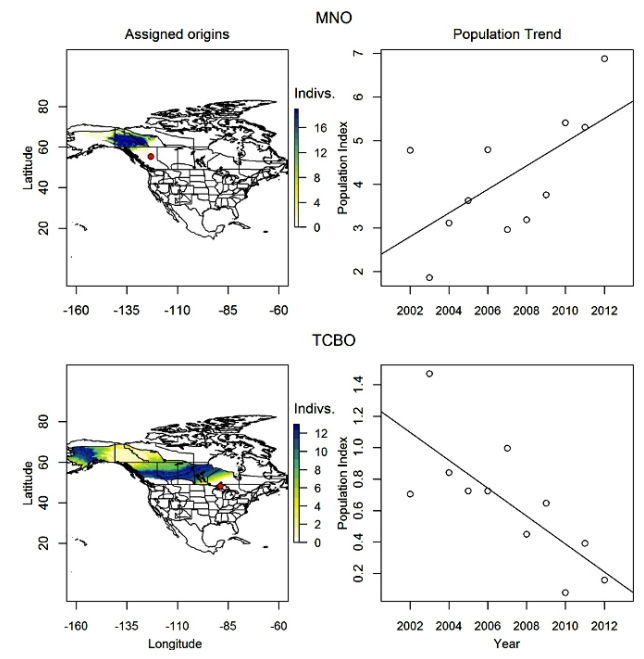 MNO
Assigned origins
Population Trend
Indivs.
16
12
8
4
0
Latitude
80
60
40
20
-160 -135 -110 -85 -60
Population Index
7
6
5
4
3
2
2002 2004 2006 2008 2010 2012
TCBO
Indivs.
12
10
8
6
4
2
0
Latitude
80
60
40
20
-160 -135 -110 -85 -60
Longitude
Population Index
1.4
1.2
1.0
0.8
0.6
0.4
0.2
2002 2004 2006 2008 2010 2012
Year